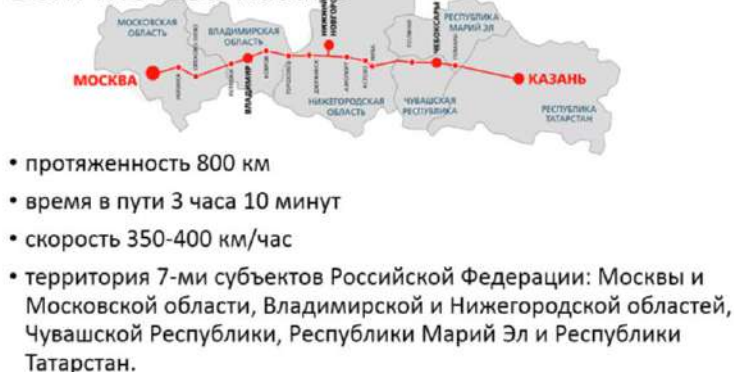 НИЖНИЙ
НОВГОРОД
МОСКОВСКАЯ
ОБЛАСТЬ
ВЛАДИМИРСКАЯ
ОБЛАСТЬ
РЕСПУБЛИКА
МАРИЙ ЭЛ
ЧЕБОКСАРЫ
МОСКВА
ВЛАДИМИР
КАЗАНЬ
НИЖЕГОРОДСКАЯ
ОБЛАСТЬ
ЧУВАШСКАЯ
РЕСПУБЛИКА
РЕСПУБЛИКА
ТАТАРСТАН
• протяженность 800 км
• время в пути 3 часа 10 минут
• скорость 350-400 км/час
• территория 7-ми субъектов Российской Федерации: Москвы и
Московской области, Владимирской и Нижегородской областей,
Чувашской Республики, Республики Марий Эл и Республики
Татарстан.